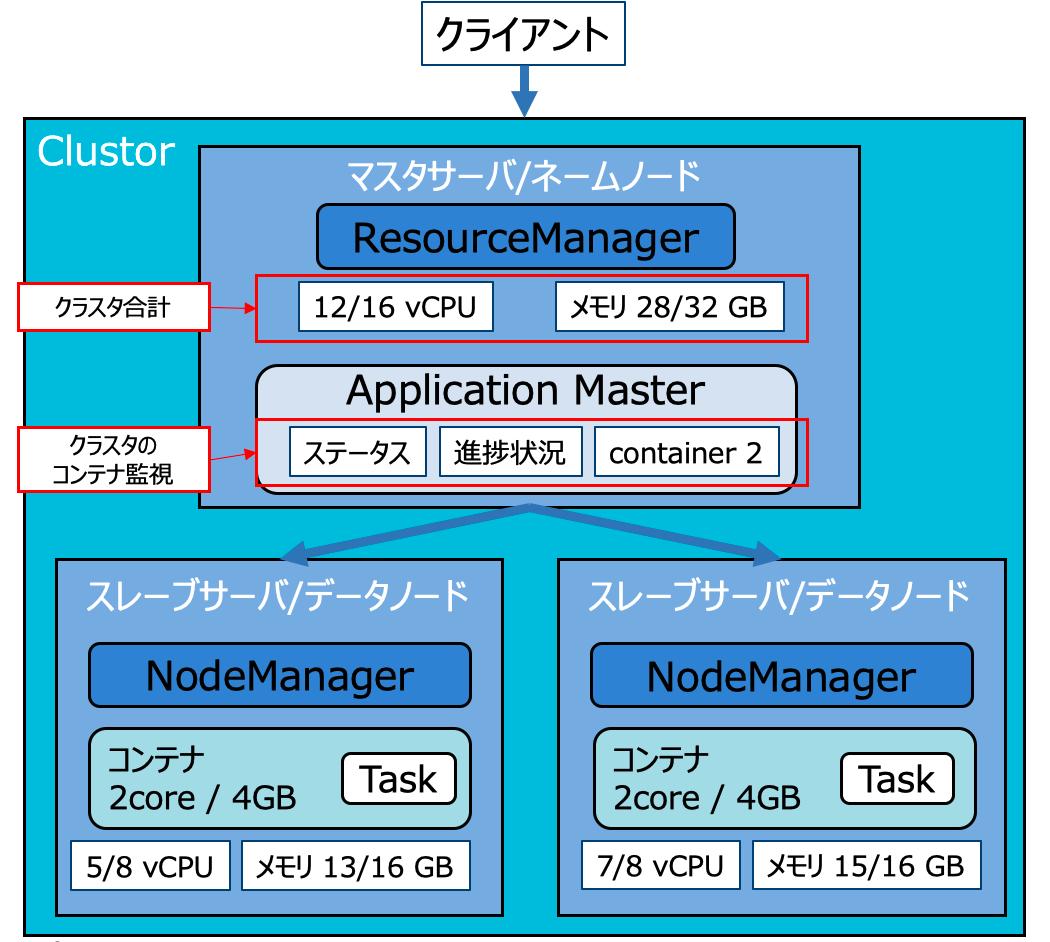 クライアント
Clustor
マスタサーバ/ネームノード
ResourceManager
クラスタ合計
12/16 vCPU
メモリ 28/32 GB
Application Master
クラスタの
コンテナ監視
ステータス
進捗状況
container 2
スレーブサーバ/データノード
NodeManager
コンテナ
2core / 4GB
Task
5/8 vCPU
メモリ 13/16 GB
スレーブサーバ/データノード
NodeManager
コンテナ
2core / 4GB
Task
7/8 vCPU
メモリ 15/16 GB